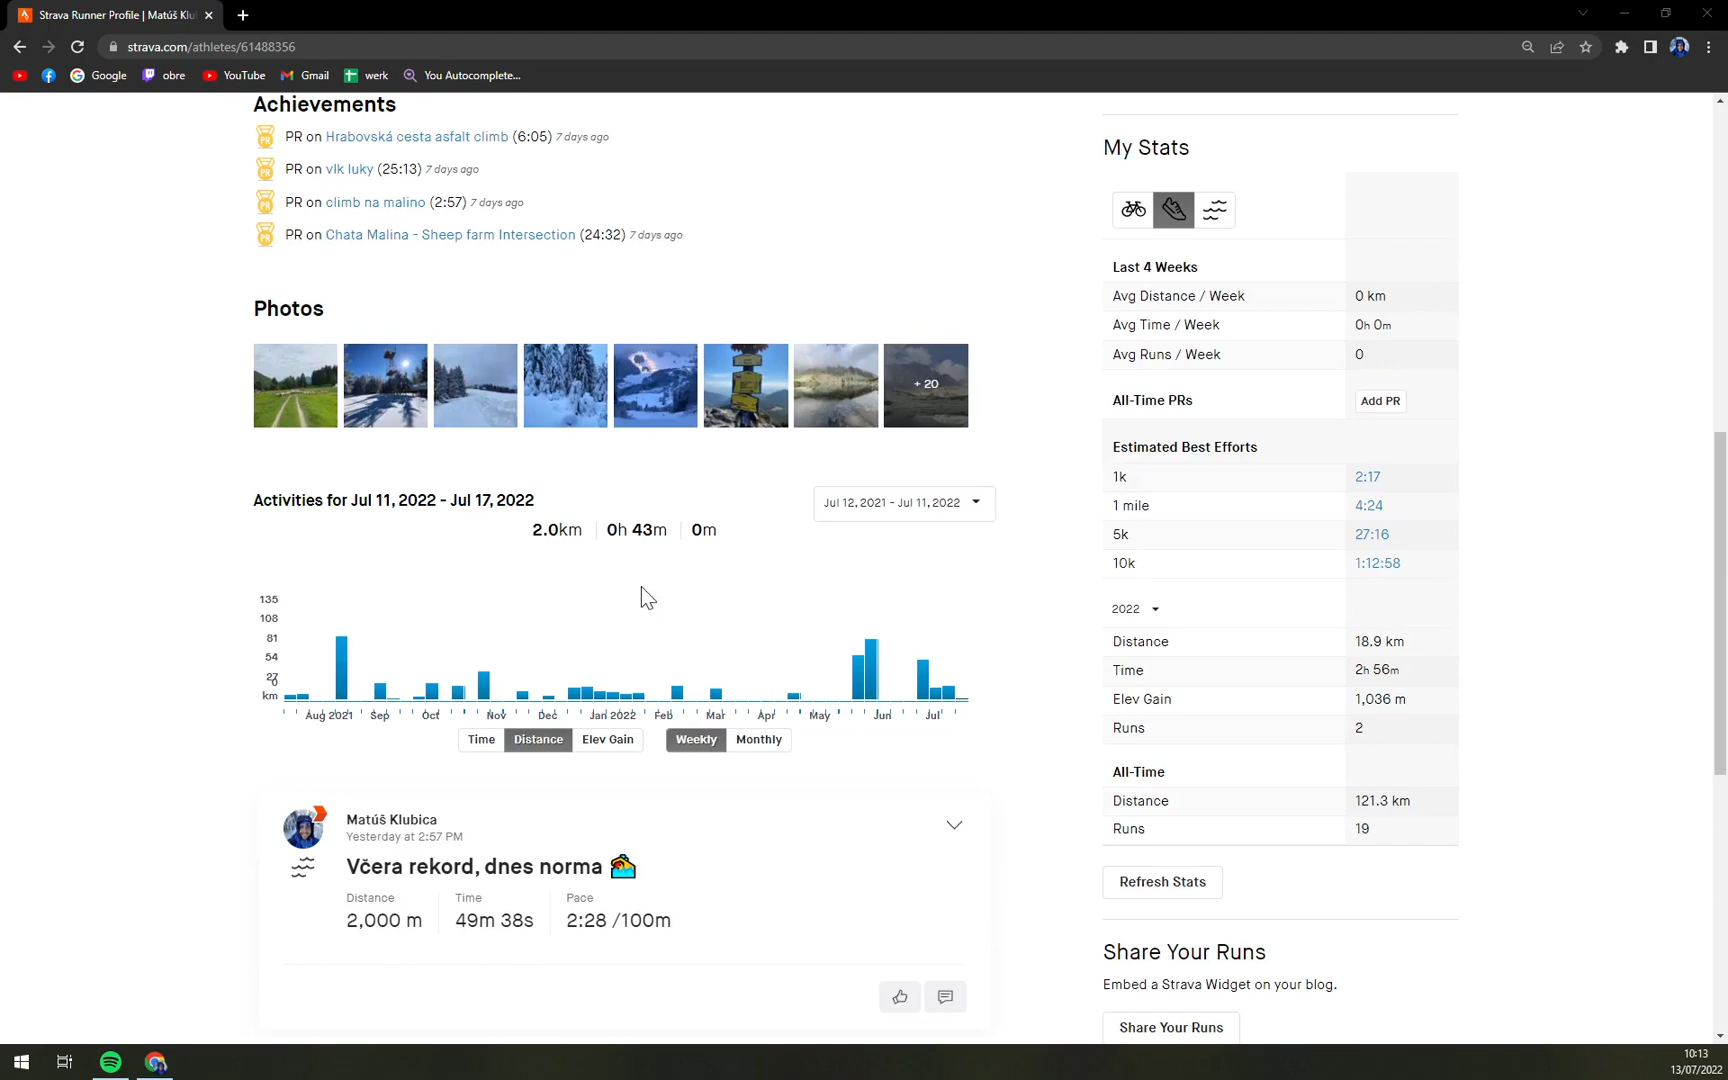 Strava Runner Profile | Matúš Klu
strava.com/athletes/61488356
Google
obre
YouTube
Gmail
werk
You Autocomplete...
Achievements
PR
PR on Hrabovská cesta asfalt climb (6:05) 7 days ago
PR
PR on vlk luky (25:13) 7 days ago
PR
PR on climb na malino (2:57) 7 days ago
PR
PR on Chata Malina - Sheep farm Intersection (24:32) 7 days ago
Photos
+ 20
Activities for Jul 11, 2022 - Jul 17, 2022
Jul 12, 2021 - Jul 11, 2022
2.0km 0h 43m 0m
135
108
81
54
27
0
km
Aug 2021 Sep Oct Nov Dec Jan 2022 Feb Mar Apr May Jun Jul
Time Distance Elev Gain Weekly Monthly
Matúš Klubica
Yesterday at 2:57 PM
Včera rekord, dnes norma
Distance Time Pace
2,000 m 49m 38s 2:28 /100m
My Stats
Last 4 Weeks
Avg Distance / Week 0 km
Avg Time / Week 0h 0m
Avg Runs / Week 0
All-Time PRs Add PR
Estimated Best Efforts
1k 2:17
1 mile 4:24
5k 27:16
10k 1:12:58
2022
Distance 18.9 km
Time 2h 56m
Elev Gain 1,036 m
Runs 2
All-Time
Distance 121.3 km
Runs 19
Refresh Stats
Share Your Runs
Embed a Strava Widget on your blog.
Share Your Runs
10:13
13/07/2022